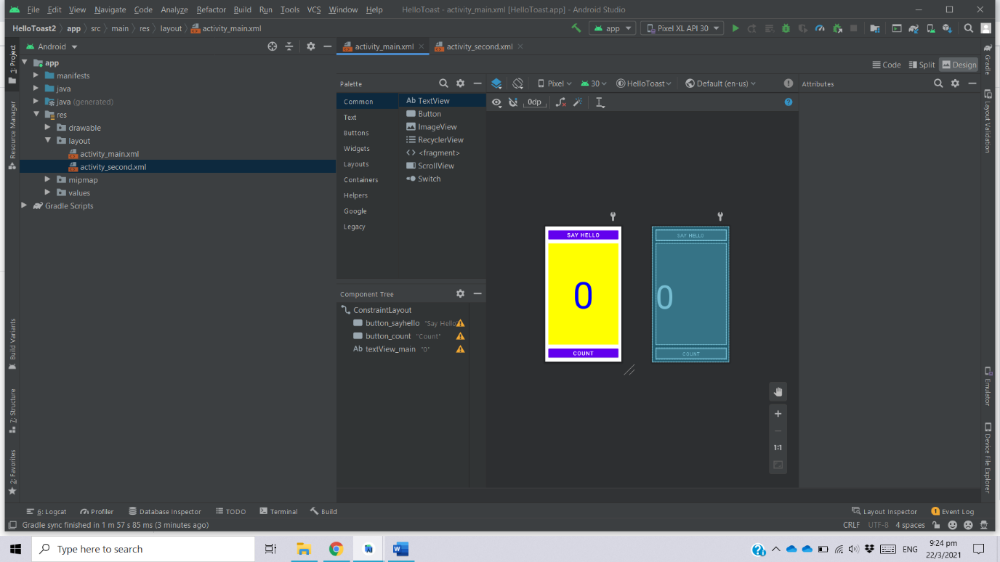 File Edit View Navigate Code Analyze Refactor Build Run Tools VCS Window Help HelloToast - activity_main.xml [HelloToast.app] - Android Studio
HelloToast2 app src main res layout activity_main.xml app Pixel XL API 30
1: Project
Resource Manager
Build Variants
7: Structure
2: Favorites
Android
app
manifests
java
java (generated)
res
drawable
layout
activity_main.xml
activity_second.xml
mipmap
values
Gradle Scripts
activity_main.xml activity_second.xml
Code Split Design
Palette
Common
Text
Buttons
Widgets
Layouts
Containers
Helpers
Google
Legacy
Ab TextView
Button
ImageView
RecyclerView
<fragment>
ScrollView
Switch
Component Tree
ConstraintLayout
button_sayhello "Say Hello
button_count "Count"
Ab textView_main "0"
Pixel 30 HelloToast Default (en-us)
0dp
SAY HELLO
0
COUNT
SAY HELLO
0
COUNT
1:1
Attributes
Gradle
Layout Validation
Emulator
Device File Explorer
6: Logcat Profiler Database Inspector TODO Terminal Build Layout Inspector 1 Event Log
Gradle sync finished in 1 m 57 s 85 ms (3 minutes ago) CRLF UTF-8 4 spaces
Type here to search
ENG
9:24 pm
22/3/2021